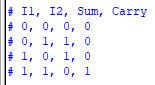 # I1, I2, Sum, Carry
# 0, 0, 0, 0
# 0, 1, 1, 0
# 1, 0, 1, 0
# 1, 1, 0, 1